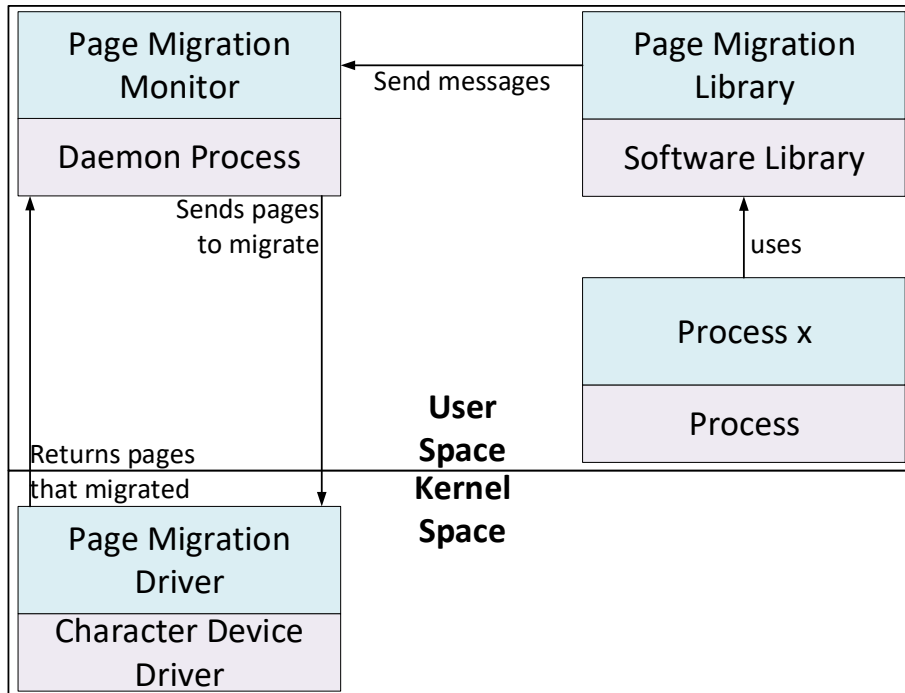 Page Migration
Monitor
Daemon Process
Send messages
Page Migration
Library
Software Library
Sends pages
to migrate
uses
Process x
Process
User
Space
Returns pages
that migrated
Kernel
Space
Page Migration
Driver
Character Device
Driver